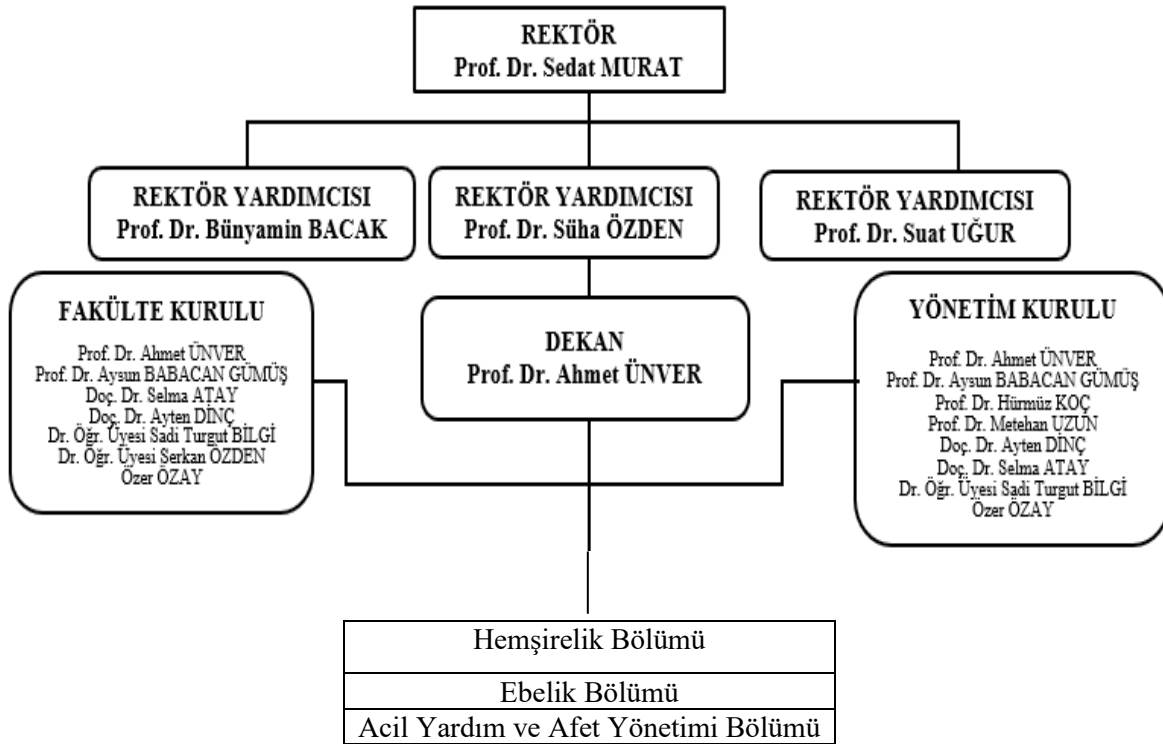 REKTÖR
Prof. Dr. Sedat MURAT
REKTÖR YARDIMCISI
Prof. Dr. Bünyamin BACAK
REKTÖR YARDIMCISI
Prof. Dr. Süha ÖZDEN
REKTÖR YARDIMCISI
Prof. Dr. Suat UĞUR
FAKÜLTE KURULU
Prof. Dr. Ahmet ÜNVER
Prof. Dr. Aysun BABACAN GÜMÜŞ
Doç. Dr. Selma ATAY
Doç. Dr. Ayten DİNÇ
Dr. Öğr. Üyesi Sadi Turgut BİLGİ
Dr. Öğr. Üyesi Serkan ÖZDEN
Özer ÖZAY
DEKAN
Prof. Dr. Ahmet ÜNVER
YÖNETİM KURULU
Prof. Dr. Ahmet ÜNVER
Prof. Dr. Aysun BABACAN GÜMÜŞ
Prof. Dr. Hürmüz KOÇ
Prof. Dr. Metehan UZUN
Doç. Dr. Ayten DİNÇ
Doç. Dr. Selma ATAY
Dr. Öğr. Üyesi Sadi Turgut BİLGİ
Özer ÖZAY
Hemşirelik Bölümü
Ebelik Bölümü
Acil Yardım ve Afet Yönetimi Bölümü